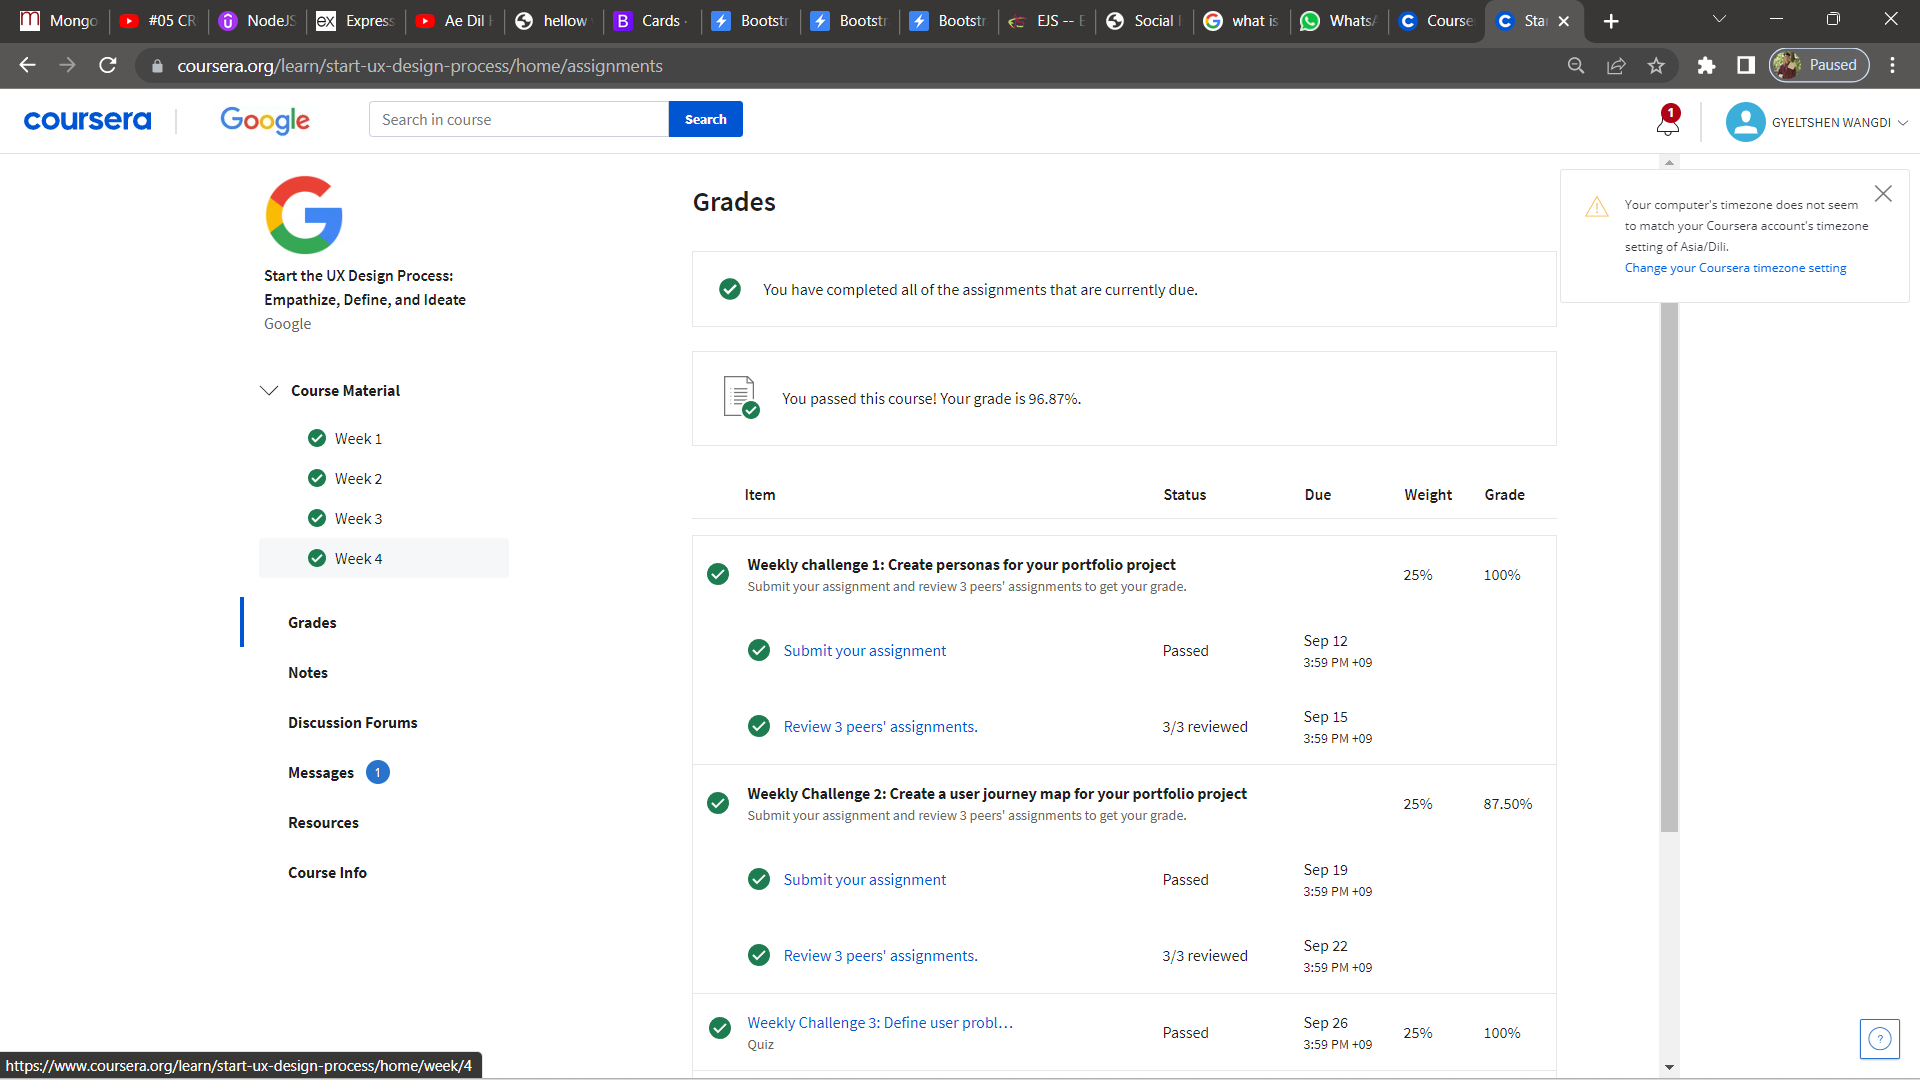 Mongo
#05 CR
NodeJS
Express
Ae Dil
hellow
Cards
Bootstr
Bootstr
Bootstr
EJS --
Social
what is
Whats
Course
Sta
coursera.org/learn/start-ux-design-process/home/assignments
Paused
coursera
Google
Search in course
Search
1
GYELTSHEN WANGDI
Your computer's timezone does not seem
to match your Coursera account's timezone
setting of Asia/Dili.
Change your Coursera timezone setting
Start the UX Design Process:
Empathize, Define, and Ideate
Google
Course Material
Week 1
Week 2
Week 3
Week 4
Grades
Notes
Discussion Forums
Messages 1
Resources
Course Info
Grades
You have completed all of the assignments that are currently due.
You passed this course! Your grade is 96.87%.
Item Status Due Weight Grade
Weekly challenge 1: Create personas for your portfolio project
Submit your assignment and review 3 peers' assignments to get your grade.
25% 100%
Submit your assignment Passed Sep 12
3:59 PM +09
Review 3 peers' assignments. 3/3 reviewed Sep 15
3:59 PM +09
Weekly Challenge 2: Create a user journey map for your portfolio project
Submit your assignment and review 3 peers' assignments to get your grade.
25% 87.50%
Submit your assignment Passed Sep 19
3:59 PM +09
Review 3 peers' assignments. 3/3 reviewed Sep 22
3:59 PM +09
Weekly Challenge 3: Define user probl…
Quiz
Passed Sep 26
3:59 PM +09
25% 100%
?
https://www.coursera.org/learn/start-ux-design-process/home/week/4